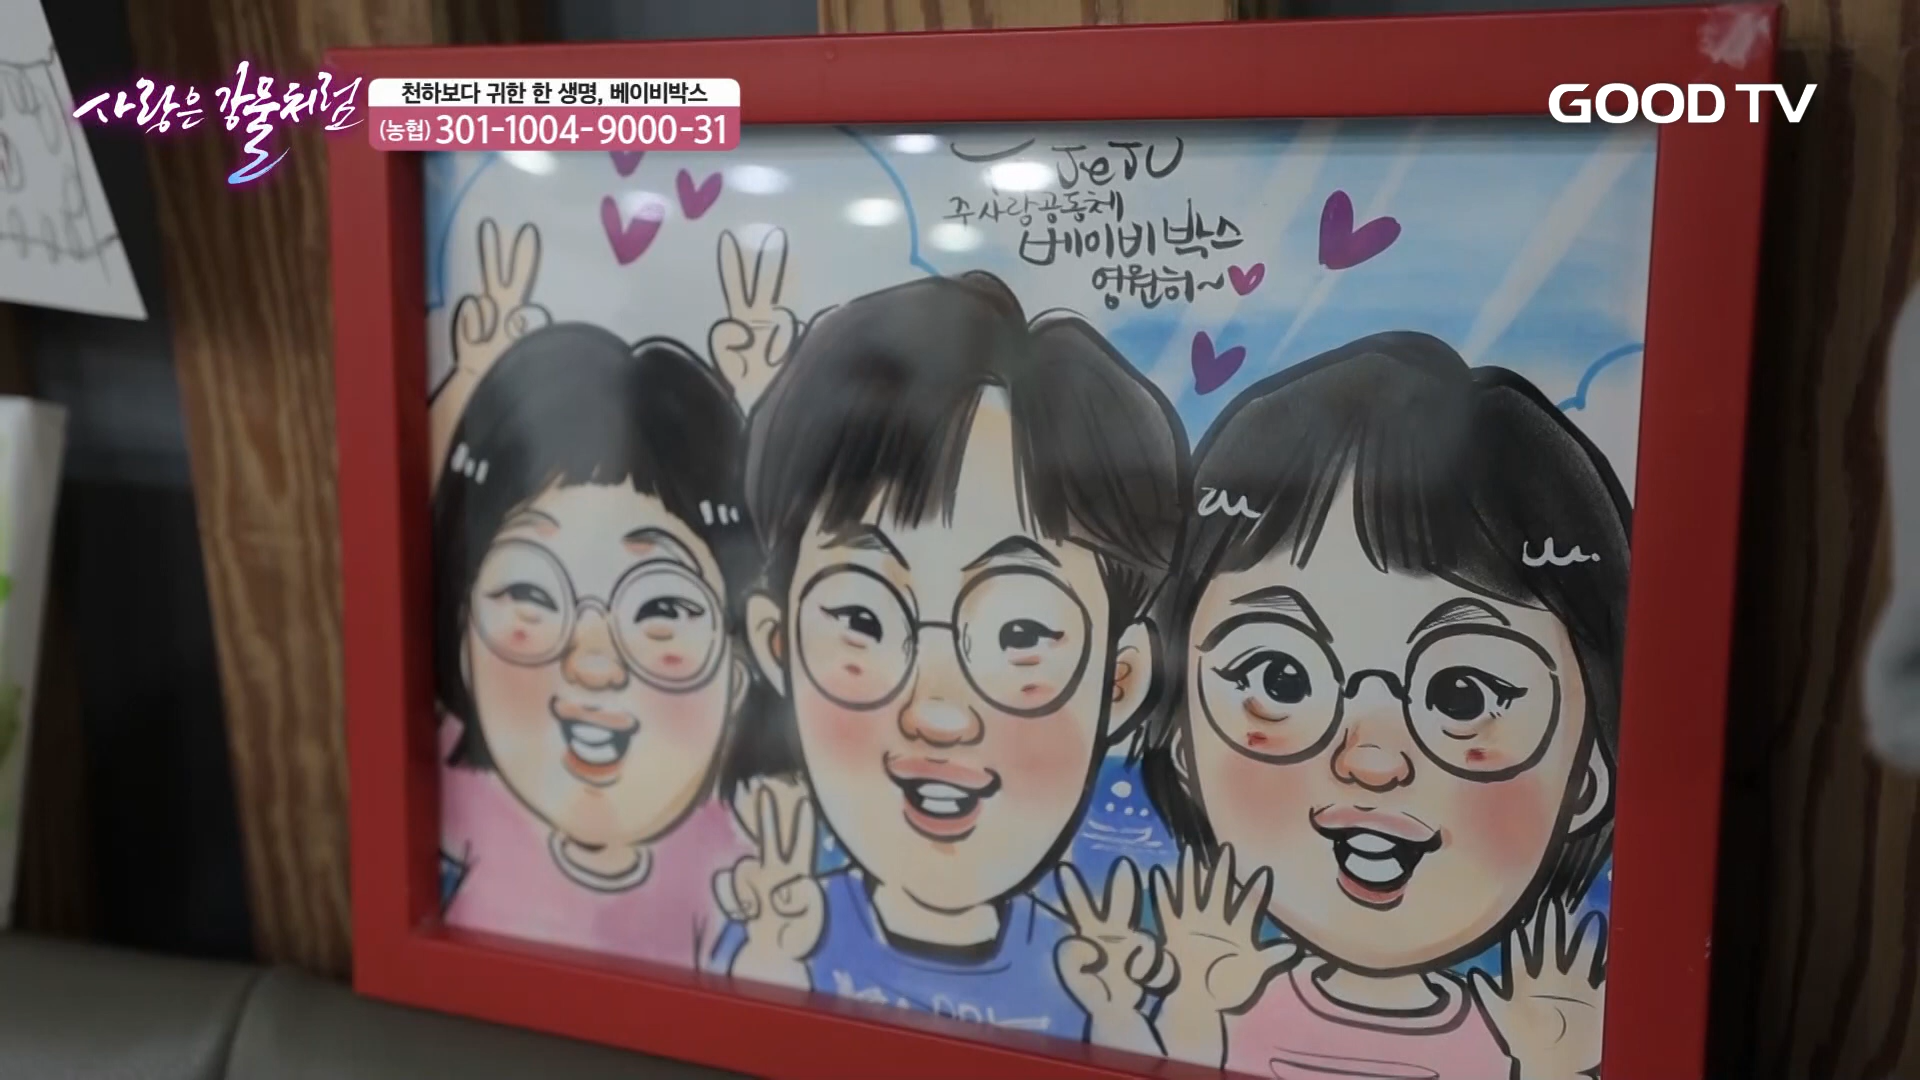 사랑은 강물처럼
천하보다 귀한 한 생명, 베이비박스
(농협) 301-1004-9000-31
GOOD TV
JeJU
주사랑공동체
베이비박스
영원히~